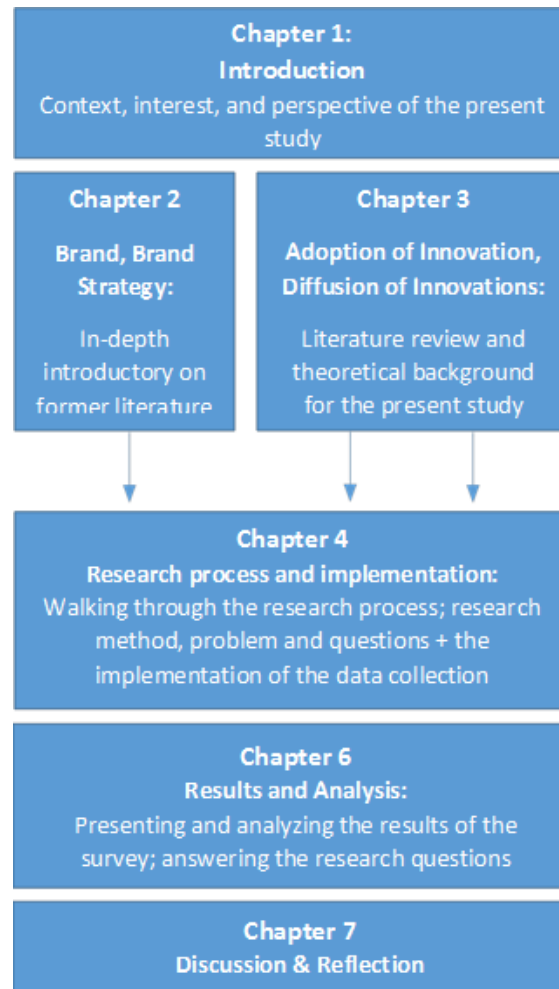 Chapter 1:
Introduction
Context, interest, and perspective of the present
study
Chapter 2
Brand, Brand
Strategy:
In-depth
introductory on
former literature
Chapter 3
Adoption of Innovation,
Diffusion of Innovations:
Literature review and
theoretical background
for the present study
Chapter 4
Research process and implementation:
Walking through the research process; research
method, problem and questions + the
implementation of the data collection
Chapter 6
Results and Analysis:
Presenting and analyzing the results of the
survey; answering the research questions
Chapter 7
Discussion & Reflection